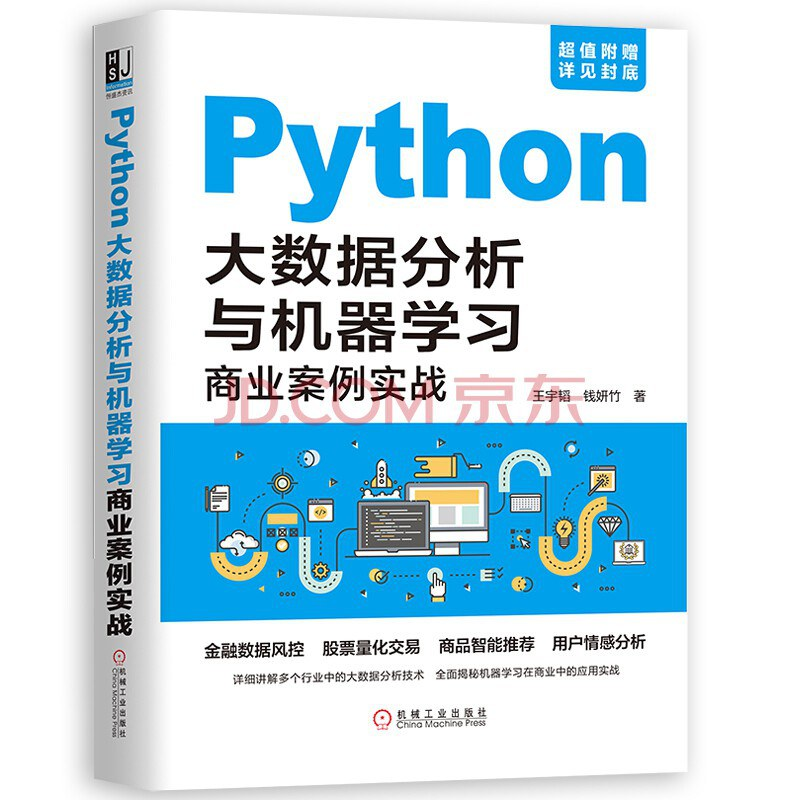 HSJ
Information
恒盛杰资讯
Python大数据分析与机器学习商业案例实战
机械工业出版社
China Machine Press
超值附赠
详见封底
Python
大数据分析
与机器学习
商业案例实战
JD.COM 京东
王宇韬 钱妍竹 著
金融数据风控 股票量化交易 商品智能推荐 用户情感分析
详细讲解多个行业中的大数据分析技术 全面揭秘机器学习在商业中的应用实战
机械工业出版社
China Machine Press